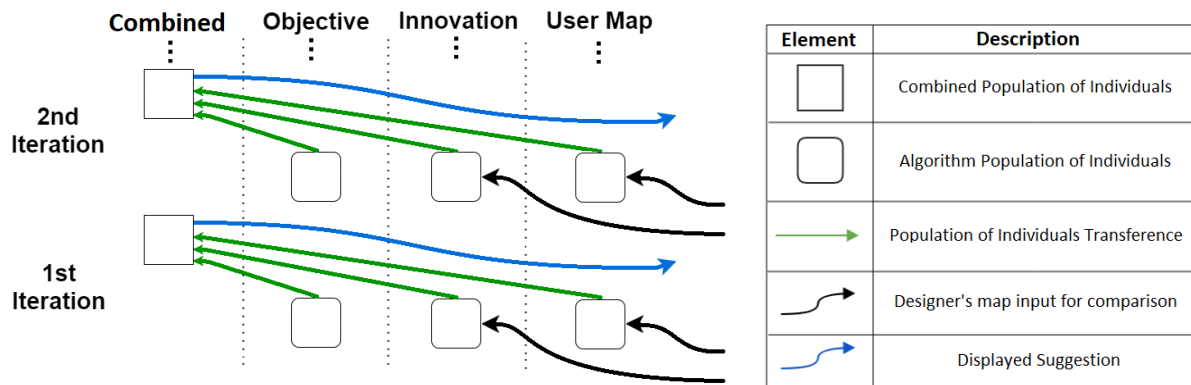 Combined
Objective
Innovation
User Map
2nd
Iteration
1st
Iteration
Element
Description
Combined Population of Individuals
Algorithm Population of Individuals
Population of Individuals Transference
Designer's map input for comparison
Displayed Suggestion